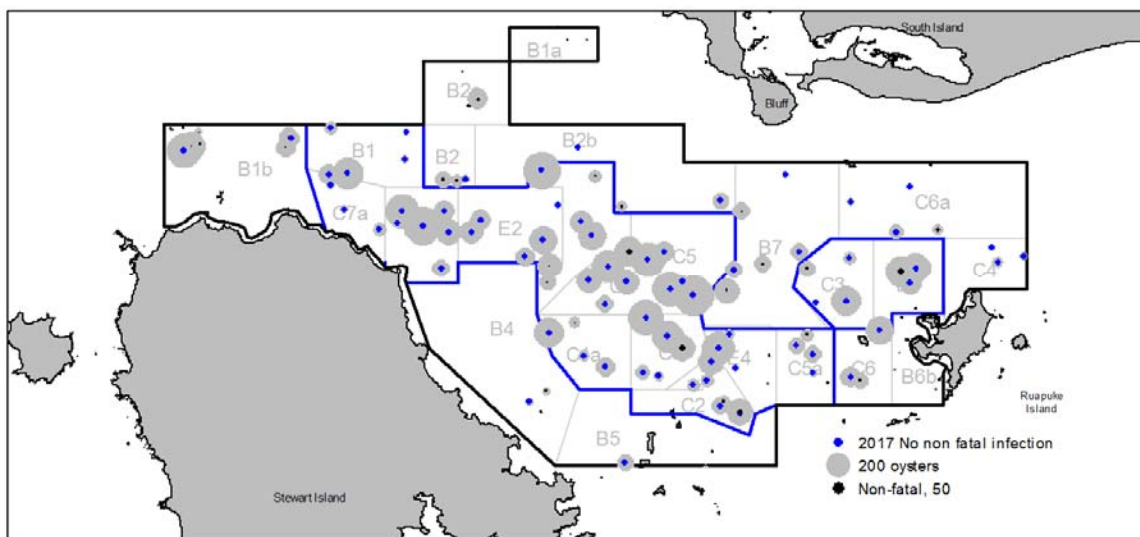 South Island
B1a
B2
Bluff
B2
B2b
B1b
B1
C6a
C7a
E2
C5
B7
C4
C3
B4
C5a
C6
B6b
C2
B5
Ruapuke
Island
Stewart Island
2017 No non fatal infection
200 oysters
Non-fatal, 50